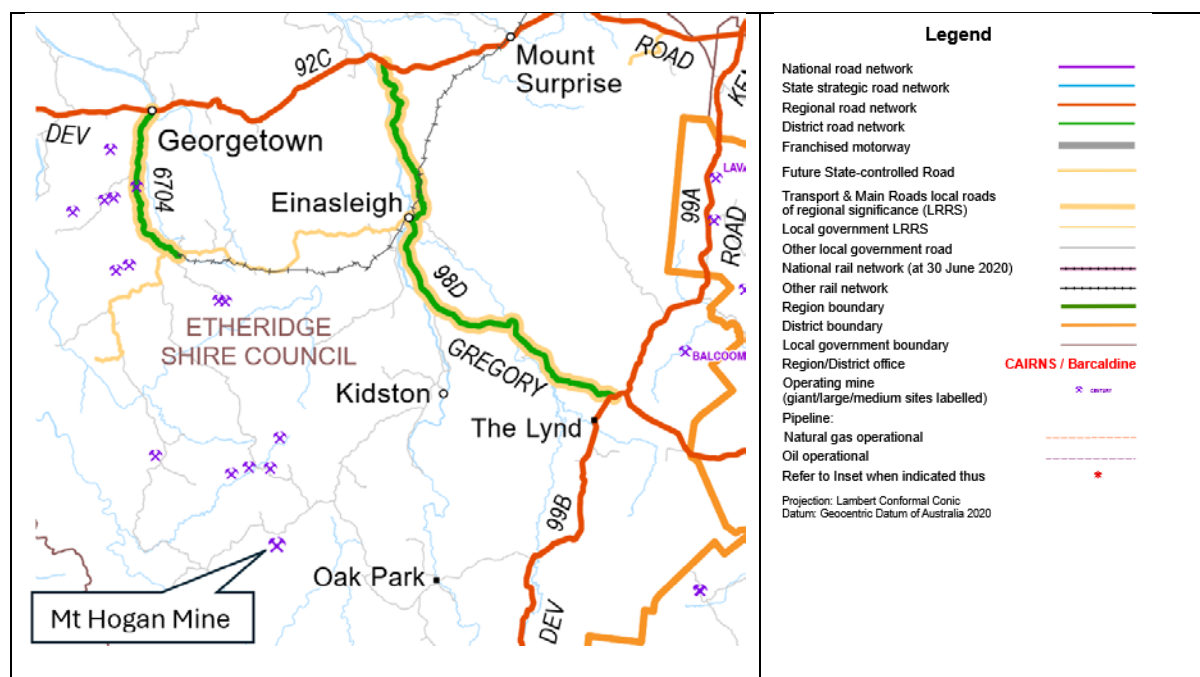 92C
Mount
Surprise
ROAD
DEV
Georgetown
6704
Einasleigh
98D
99A
ROAD
ETHERIDGE
SHIRE COUNCIL
GREGORY
BALCOOM
Kidston
The Lynd
99B
Oak Park
DEV
Mt Hogan Mine
Legend
National road network
State strategic road network
Regional road network
District road network
Franchised motorway
Future State-controlled Road
Transport & Main Roads local roads
of regional significance (LRRS)
Local government LRRS
Other local government road
National rail network (at 30 June 2020)
Other rail network
Region boundary
District boundary
Local government boundary
Region/District office CAIRNS / Barcaldine
Operating mine
(giant/large/medium sites labelled) CENTURY
Pipeline:
Natural gas operational
Oil operational
Refer to Inset when indicated thus *
Projection: Lambert Conformal Conic
Datum: Geocentric Datum of Australia 2020